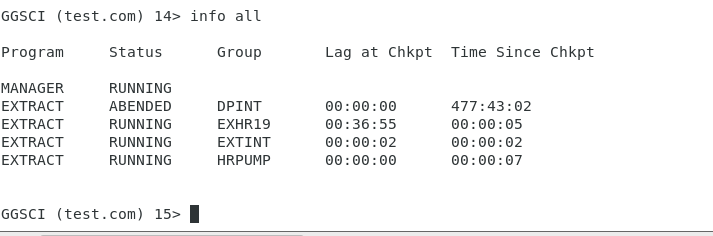 GGSCI (test.com) 14> info all
Program     Status      Group       Lag at Chkpt  Time Since Chkpt
MANAGER     RUNNING
EXTRACT     ABENDED     DPINT       00:00:00      477:43:02
EXTRACT     RUNNING     EXHR19      00:36:55      00:00:05
EXTRACT     RUNNING     EXTINT      00:00:02      00:00:02
EXTRACT     RUNNING     HRPUMP      00:00:00      00:00:07
GGSCI (test.com) 15>